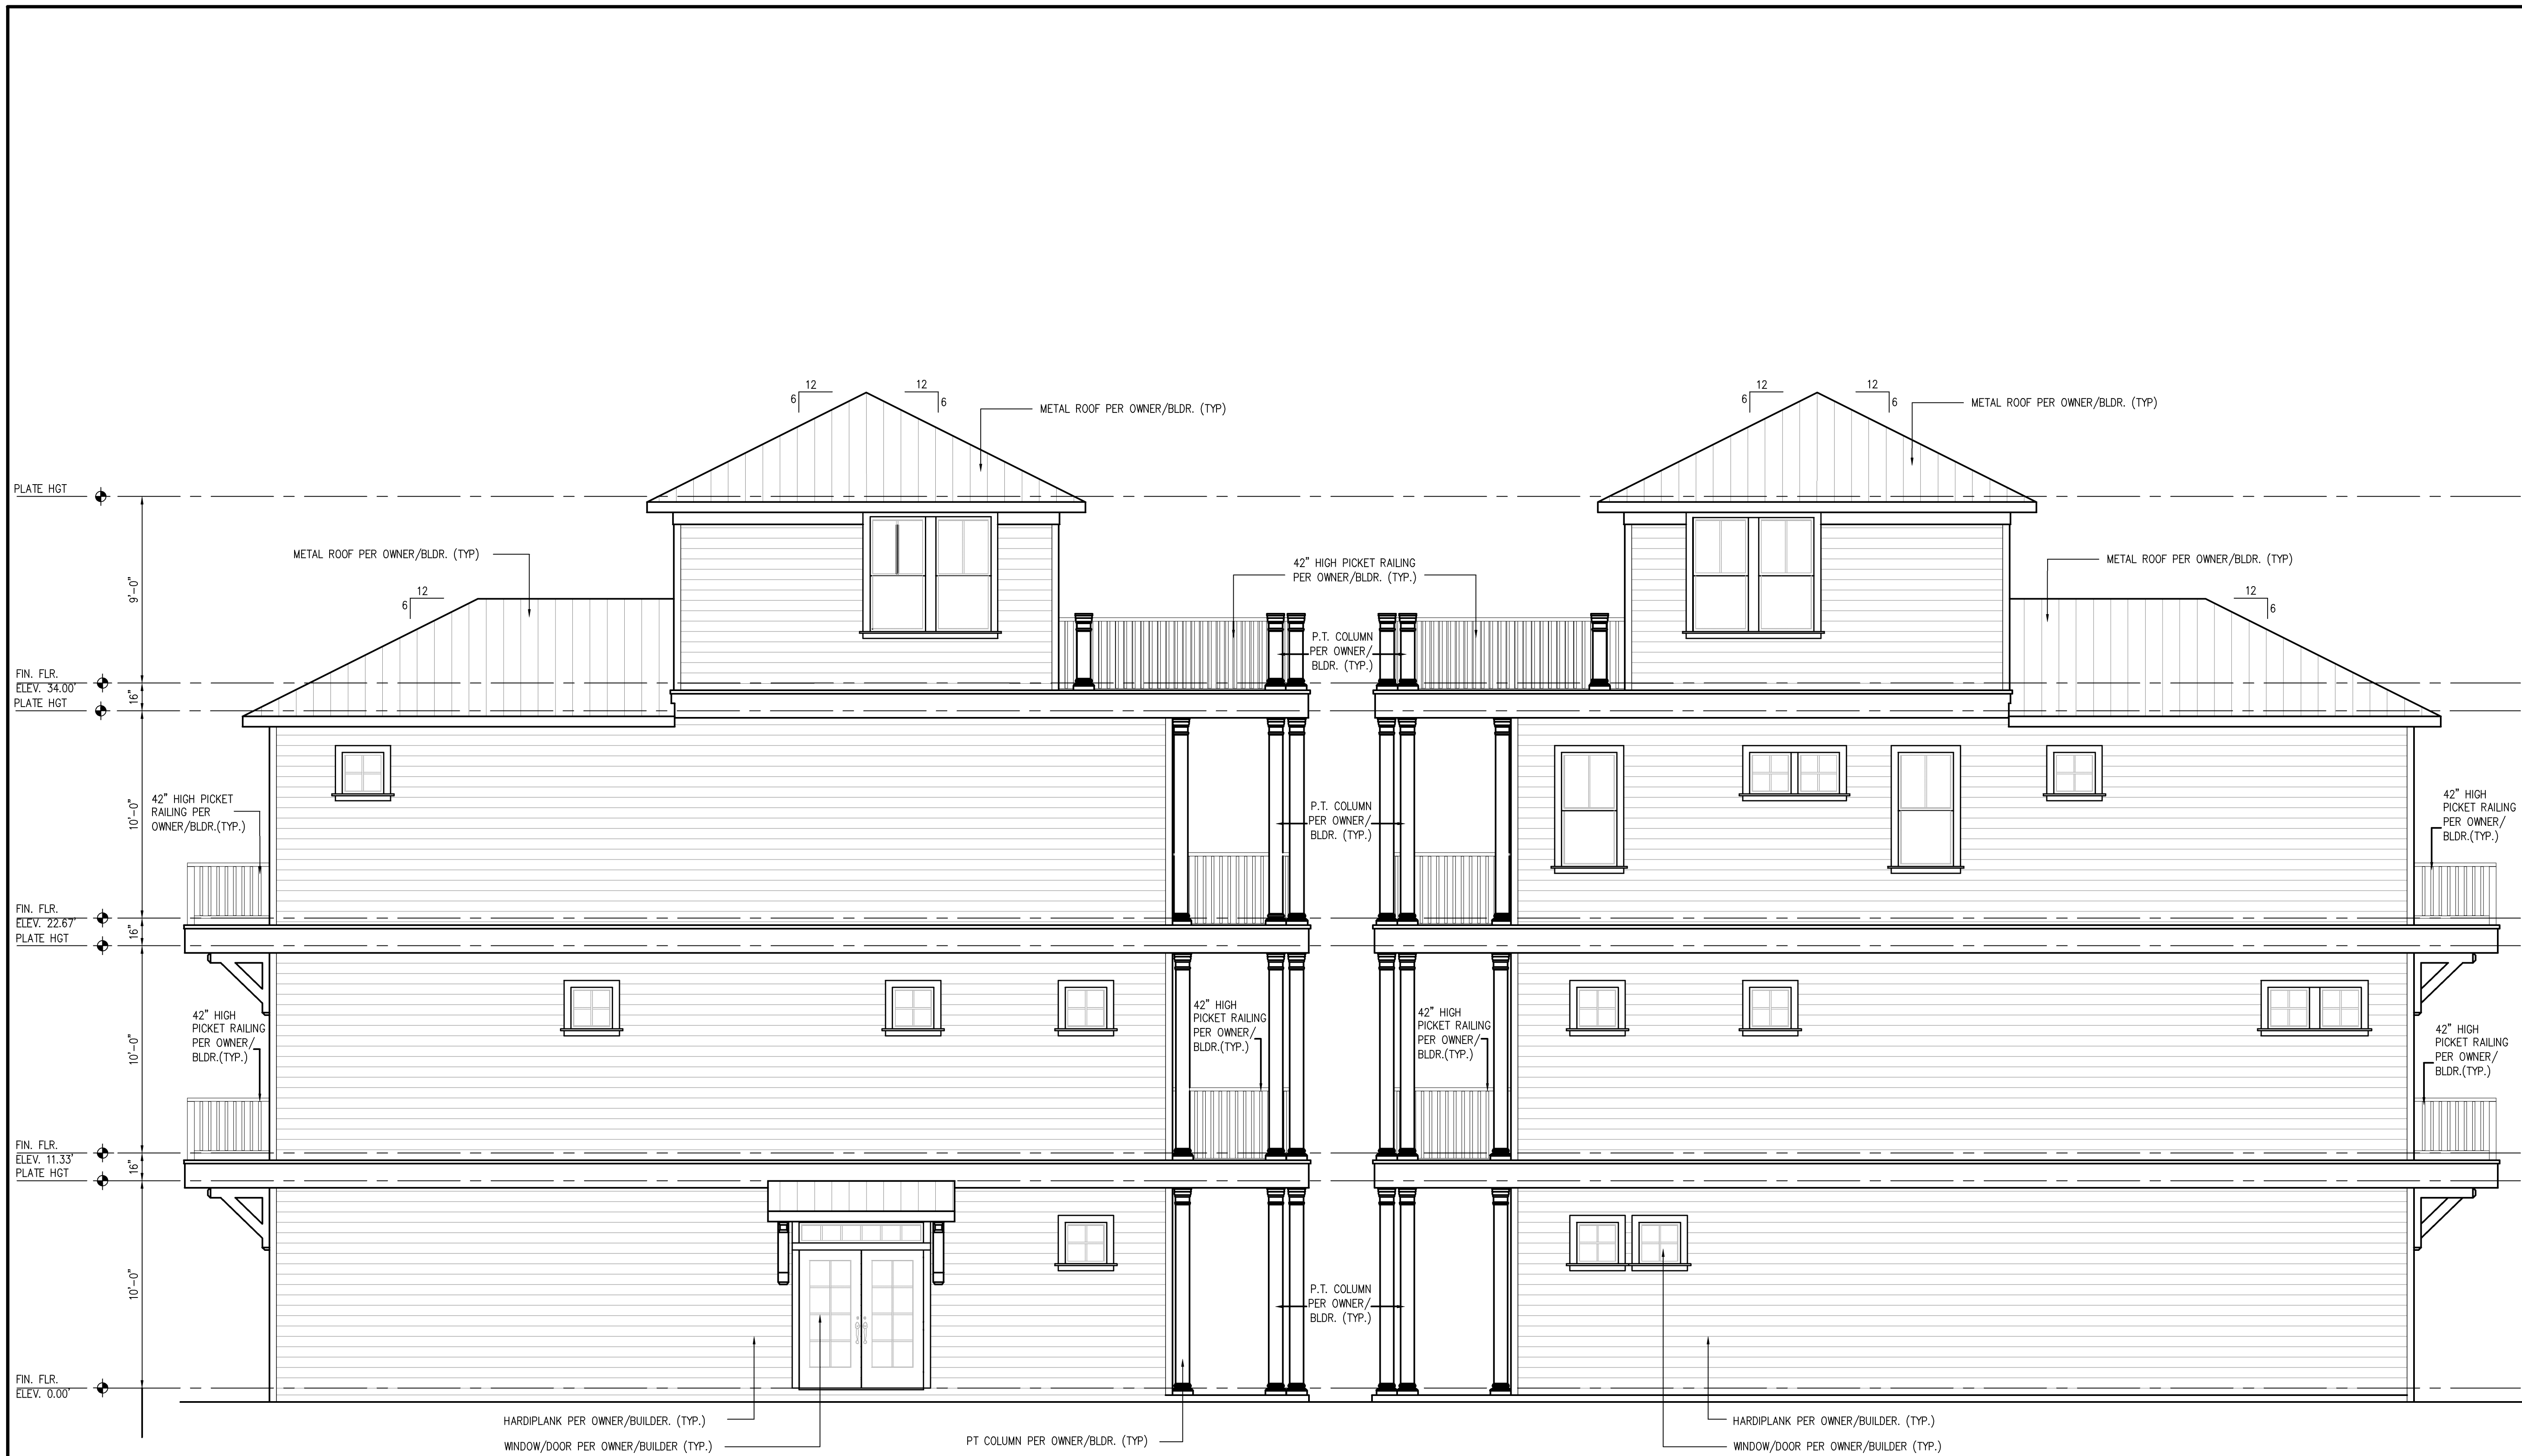 12
6
12
6
METAL ROOF PER OWNER/BLDR. (TYP)
12
6
12
6
METAL ROOF PER OWNER/BLDR. (TYP)
PLATE HGT
METAL ROOF PER OWNER/BLDR. (TYP)
42" HIGH PICKET RAILING
PER OWNER/BLDR. (TYP.)
METAL ROOF PER OWNER/BLDR. (TYP)
9'-0"
12
6
12
6
P.T. COLUMN
PER OWNER/
BLDR. (TYP.)
FIN. FLR.
ELEV. 34.00'
16"
PLATE HGT
10'-0"
42" HIGH PICKET
RAILING PER
OWNER/BLDR.(TYP.)
P.T. COLUMN
PER OWNER/
BLDR. (TYP.)
42" HIGH
PICKET RAILING
PER OWNER/
BLDR.(TYP.)
FIN. FLR.
ELEV. 22.67'
16"
PLATE HGT
10'-0"
42" HIGH
PICKET RAILING
PER OWNER/
BLDR.(TYP.)
42" HIGH
PICKET RAILING
PER OWNER/
BLDR.(TYP.)
42" HIGH
PICKET RAILING
PER OWNER/
BLDR.(TYP.)
42" HIGH
PICKET RAILING
PER OWNER/
BLDR.(TYP.)
FIN. FLR.
ELEV. 11.33'
16"
PLATE HGT
10'-0"
P.T. COLUMN
PER OWNER/
BLDR. (TYP.)
FIN. FLR.
ELEV. 0.00'
HARDIPLANK PER OWNER/BUILDER. (TYP.)
WINDOW/DOOR PER OWNER/BUILDER (TYP.)
PT COLUMN PER OWNER/BLDR. (TYP)
HARDIPLANK PER OWNER/BUILDER. (TYP.)
WINDOW/DOOR PER OWNER/BUILDER (TYP.)